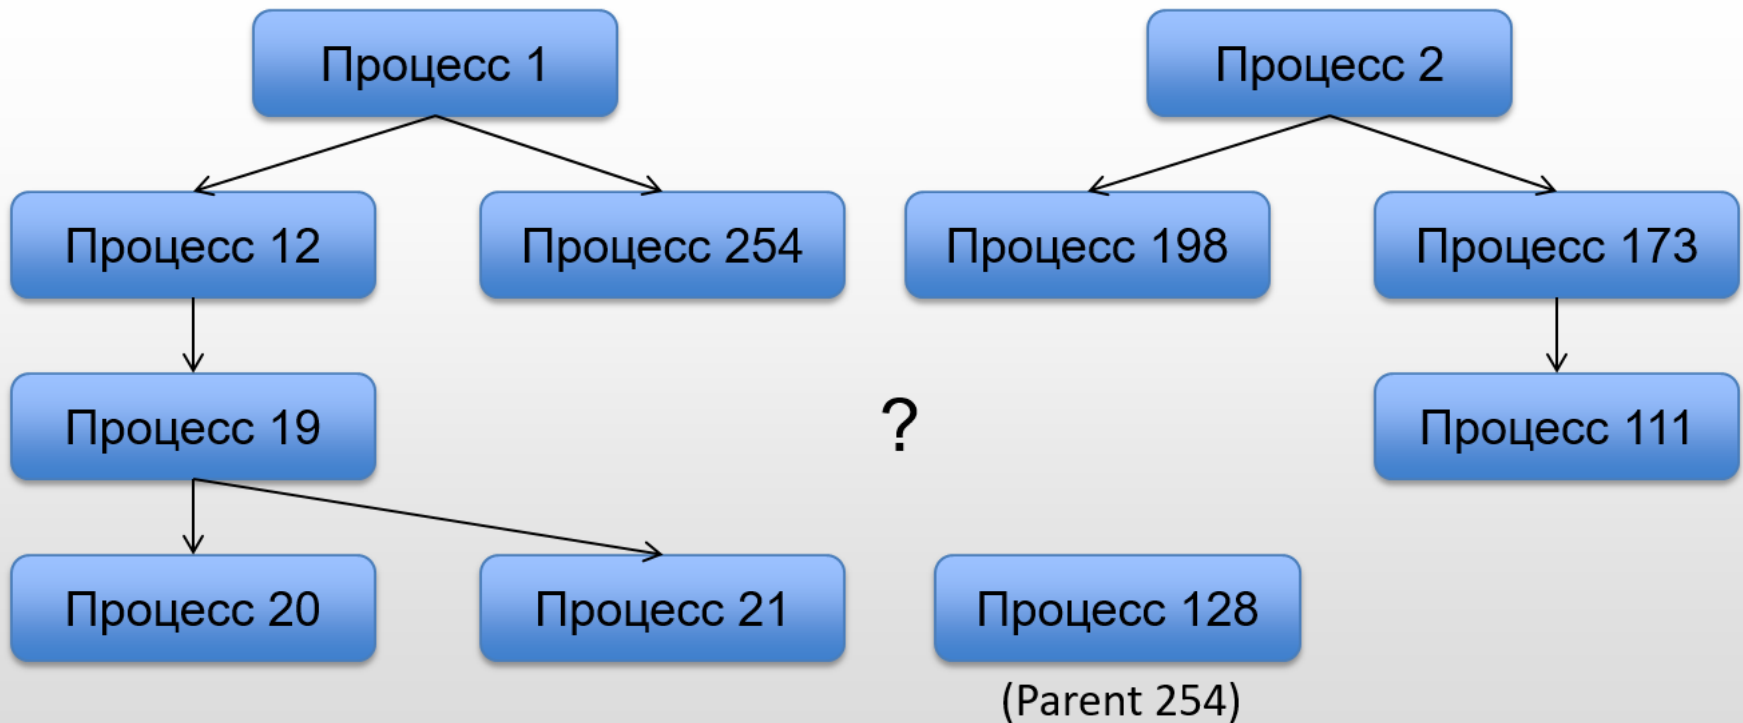 Процесс 1
Процесс 2
Процесс 12
Процесс 254
Процесс 198
Процесс 173
Процесс 19
?
Процесс 111
Процесс 20
Процесс 21
Процесс 128
(Parent 254)